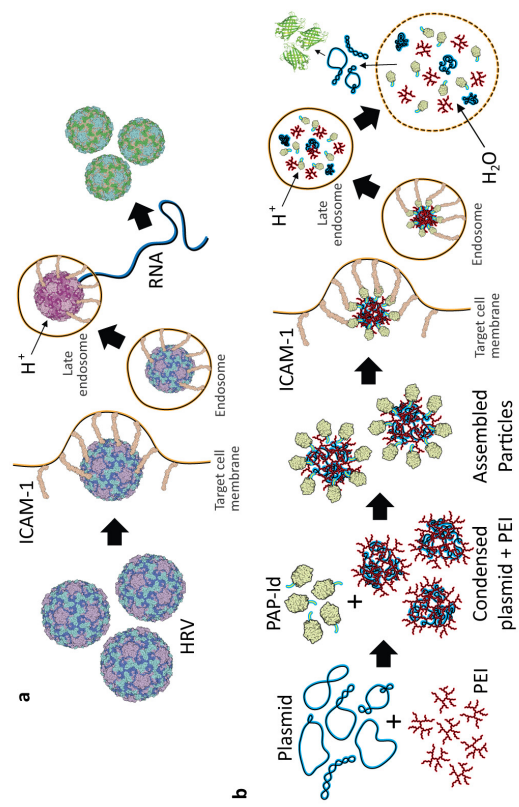 a
HRV
ICAM-1
Target cell
membrane
Endosome
H+
Late
endosome
RNA
b
Plasmid
PEI
PAP-Id
Condensed
plasmid + PEI
Assembled
Particles
ICAM-1
Target cell
membrane
Endosome
H+
Late
endosome
H2O